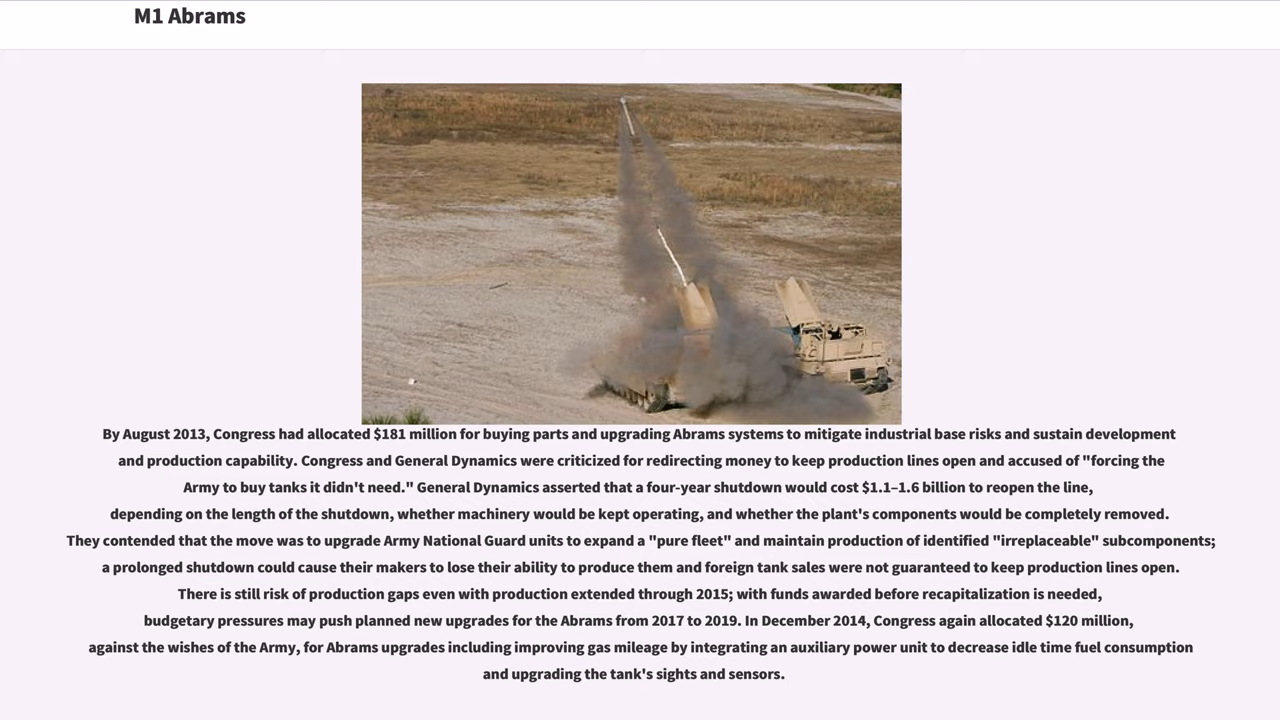 M1 Abrams
By August 2013, Congress had allocated $181 million for buying parts and upgrading Abrams systems to mitigate industrial base risks and sustain development
and production capability. Congress and General Dynamics were criticized for redirecting money to keep production lines open and accused of "forcing the
Army to buy tanks it didn't need." General Dynamics asserted that a four-year shutdown would cost $1.1–1.6 billion to reopen the line,
depending on the length of the shutdown, whether machinery would be kept operating, and whether the plant's components would be completely removed.
They contended that the move was to upgrade Army National Guard units to expand a "pure fleet" and maintain production of identified "irreplaceable" subcomponents;
a prolonged shutdown could cause their makers to lose their ability to produce them and foreign tank sales were not guaranteed to keep production lines open.
There is still risk of production gaps even with production extended through 2015; with funds awarded before recapitalization is needed,
budgetary pressures may push planned new upgrades for the Abrams from 2017 to 2019. In December 2014, Congress again allocated $120 million,
against the wishes of the Army, for Abrams upgrades including improving gas mileage by integrating an auxiliary power unit to decrease idle time fuel consumption
and upgrading the tank's sights and sensors.